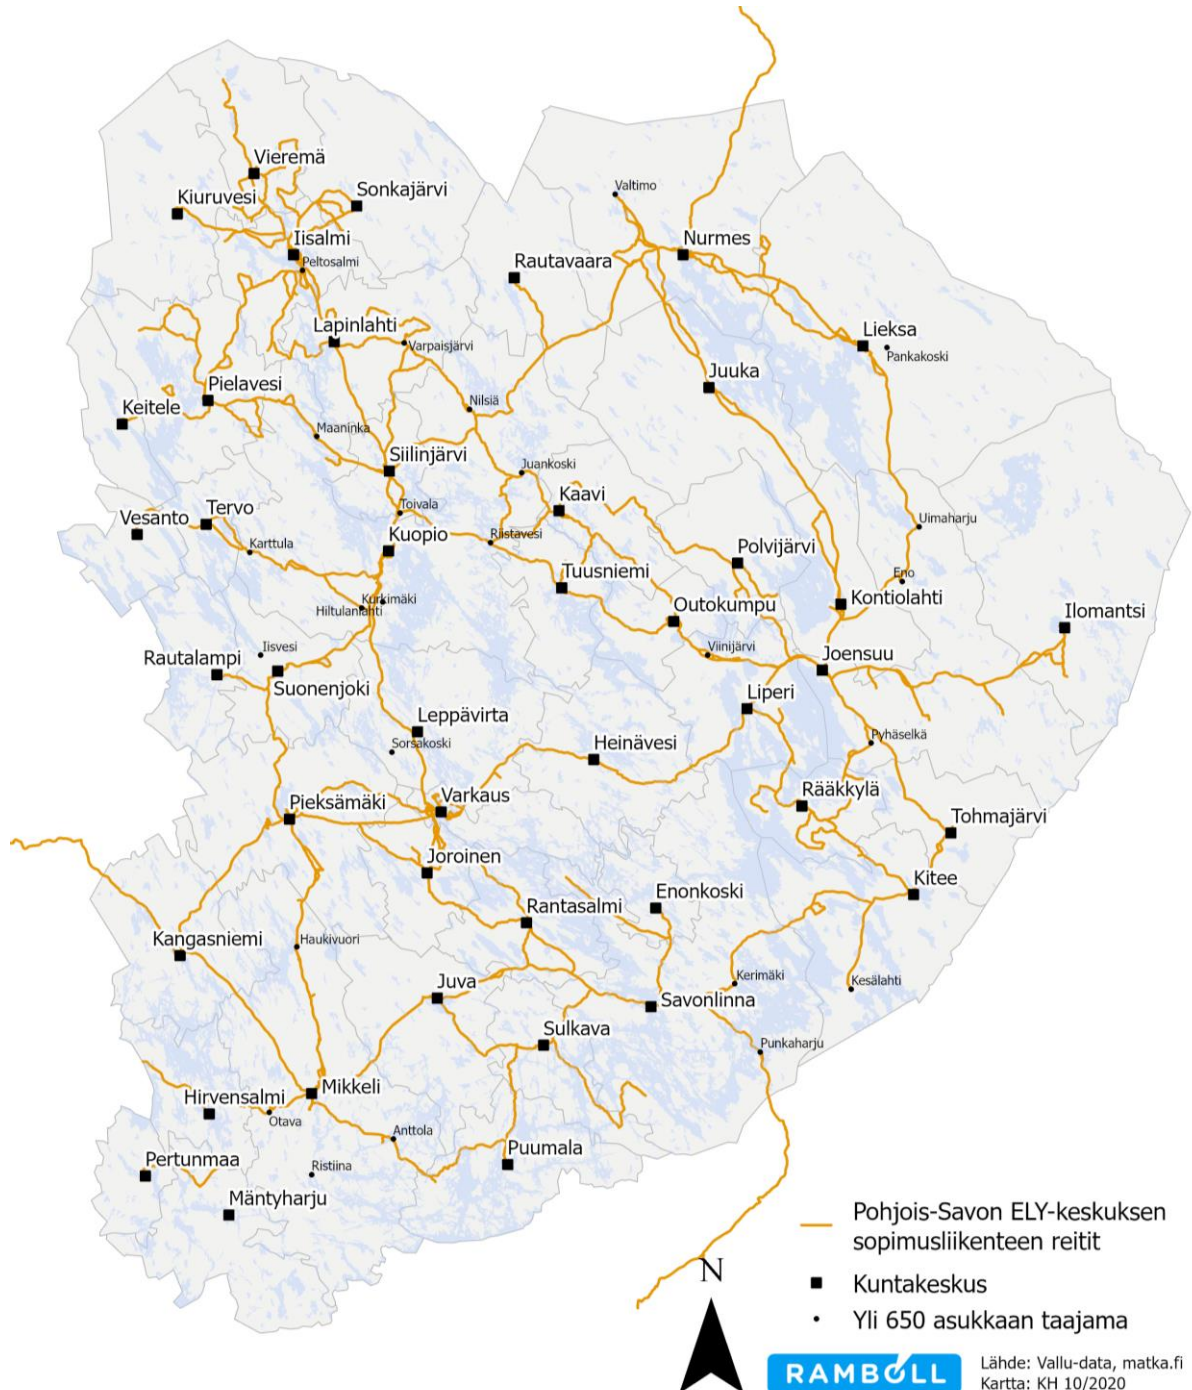 Vieremä
Kiuruvesi
Sonkajärvi
Valtimo
Iisalmi
Peltosalmi
Nurmes
Rautavaara
Lapinlahti
Varpaisjärvi
Lieksa
Pankakoski
Juuka
Pielavesi
Keitele
Nilsiä
Maaninka
Siilinjärvi
Juankoski
Kaavi
Toivala
Tervo
Vesanto
Karttula
Kuopio
Riistavesi
Uimaharju
Polvijärvi
Tuusniemi
Eno
Kurkimäki
Hiltulanlahti
Outokumpu
Kontiolahti
Ilomantsi
Iisvesi
Rautalampi
Suonenjoki
Viinijärvi
Joensuu
Liperi
Leppävirta
Sorsakoski
Heinävesi
Pyhäselkä
Pieksämäki
Varkaus
Rääkkylä
Tohmajärvi
Joroinen
Kitee
Enonkoski
Rantasalmi
Kangasniemi
Haukivuori
Juva
Kerimäki
Kesälahti
Savonlinna
Sulkava
Punkaharju
Mikkeli
Hirvensalmi
Otava
Anttola
Puumala
Pertunmaa
Ristiina
Mäntyharju
Pohjois-Savon ELY-keskuksen
sopimusliikenteen reitit
N
Kuntakeskus
Yli 650 asukkaan taajama
RAMBOLL
Lähde: Vallu-data, matka.fi
Kartta: KH 10/2020